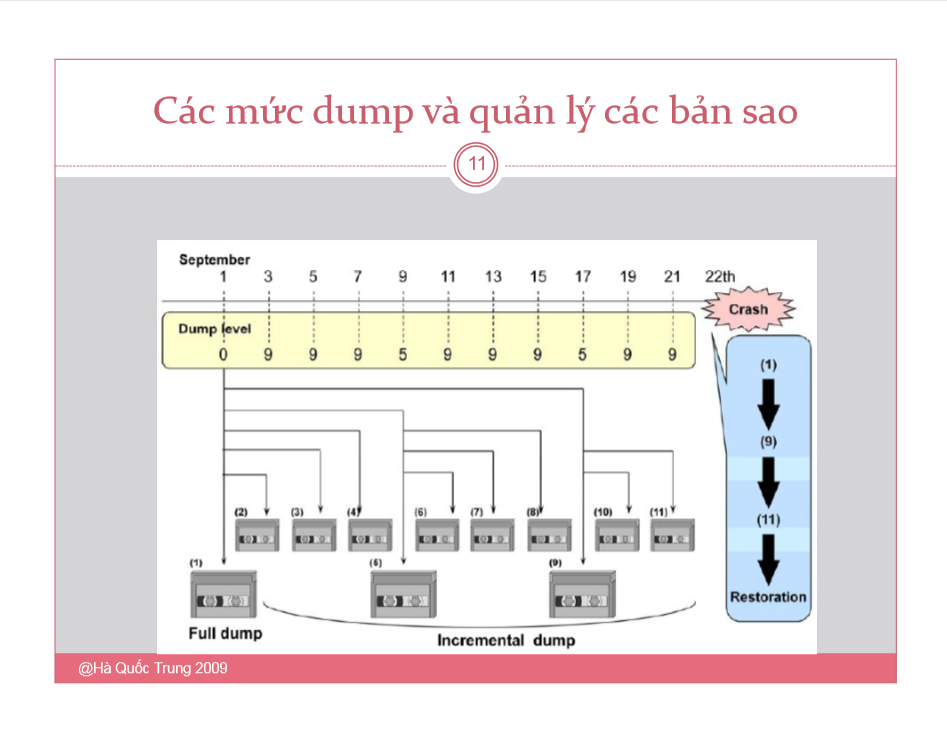 Các mức dump và quản lý các bản sao
11
September
1 3 5 7 9 11 13 15 17 19 21 22th
Crash
Dump level
0 9 9 9 5 9 9 9 5 9 9
(1)
(9)
(11)
Restoration
(2) (3) (4) (6) (7) (8) (10) (11)
(1) (5) (9)
Full dump
Incremental dump
@Hà Quốc Trung 2009